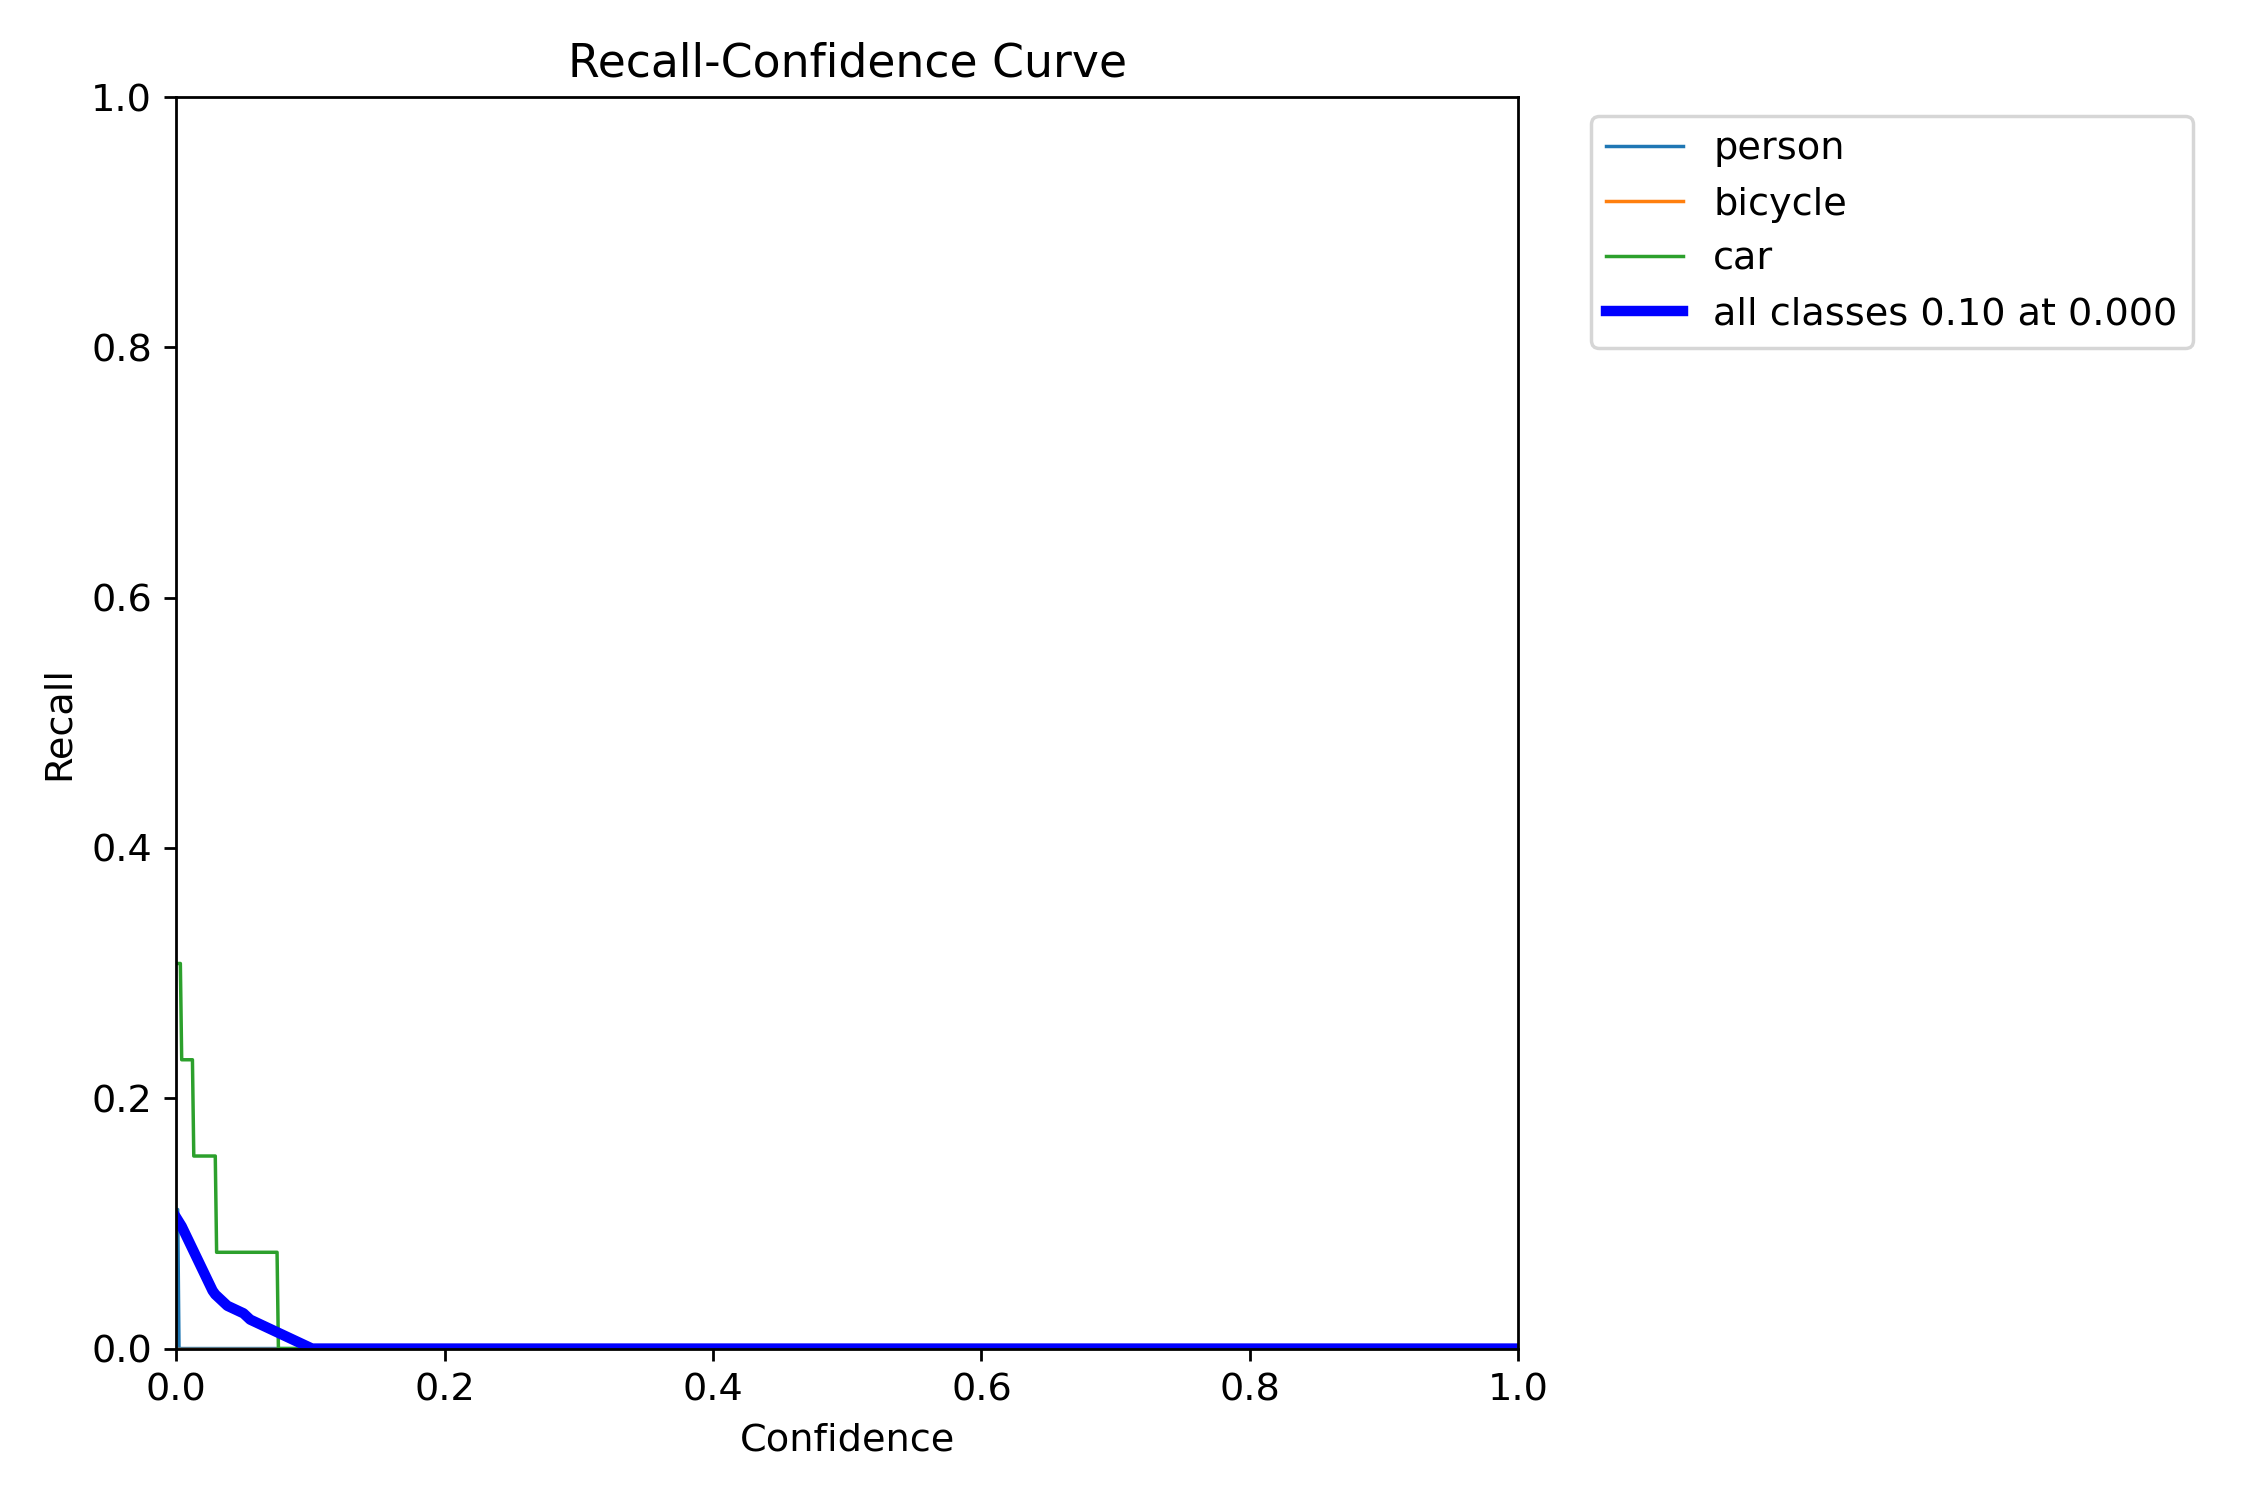 Recall-Confidence Curve
1.0
0.8
0.6
0.4
0.2
0.0
Recall
0.0 0.2 0.4 0.6 0.8 1.0
Confidence
person
bicycle
car
all classes 0.10 at 0.000